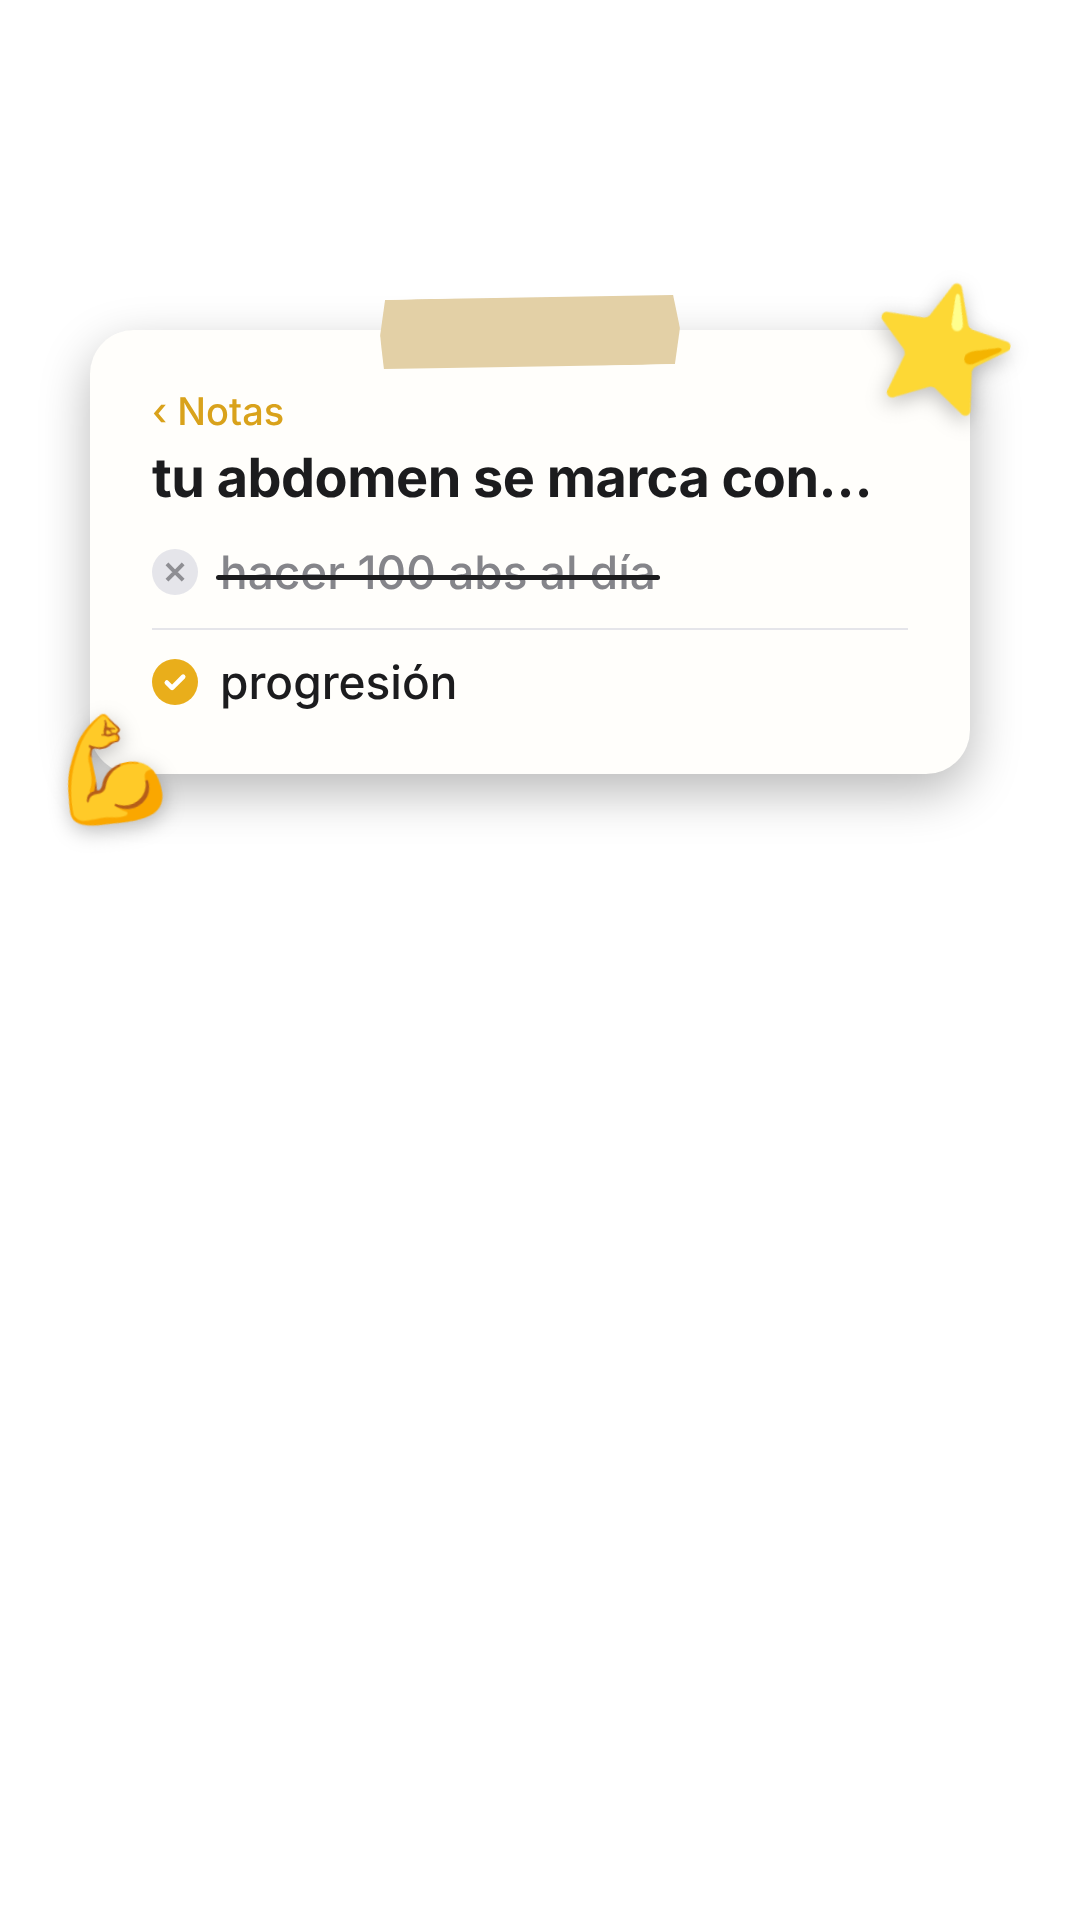 ‹ Notas
tu abdomen se marca con...
hacer 100 abs al día
progresión